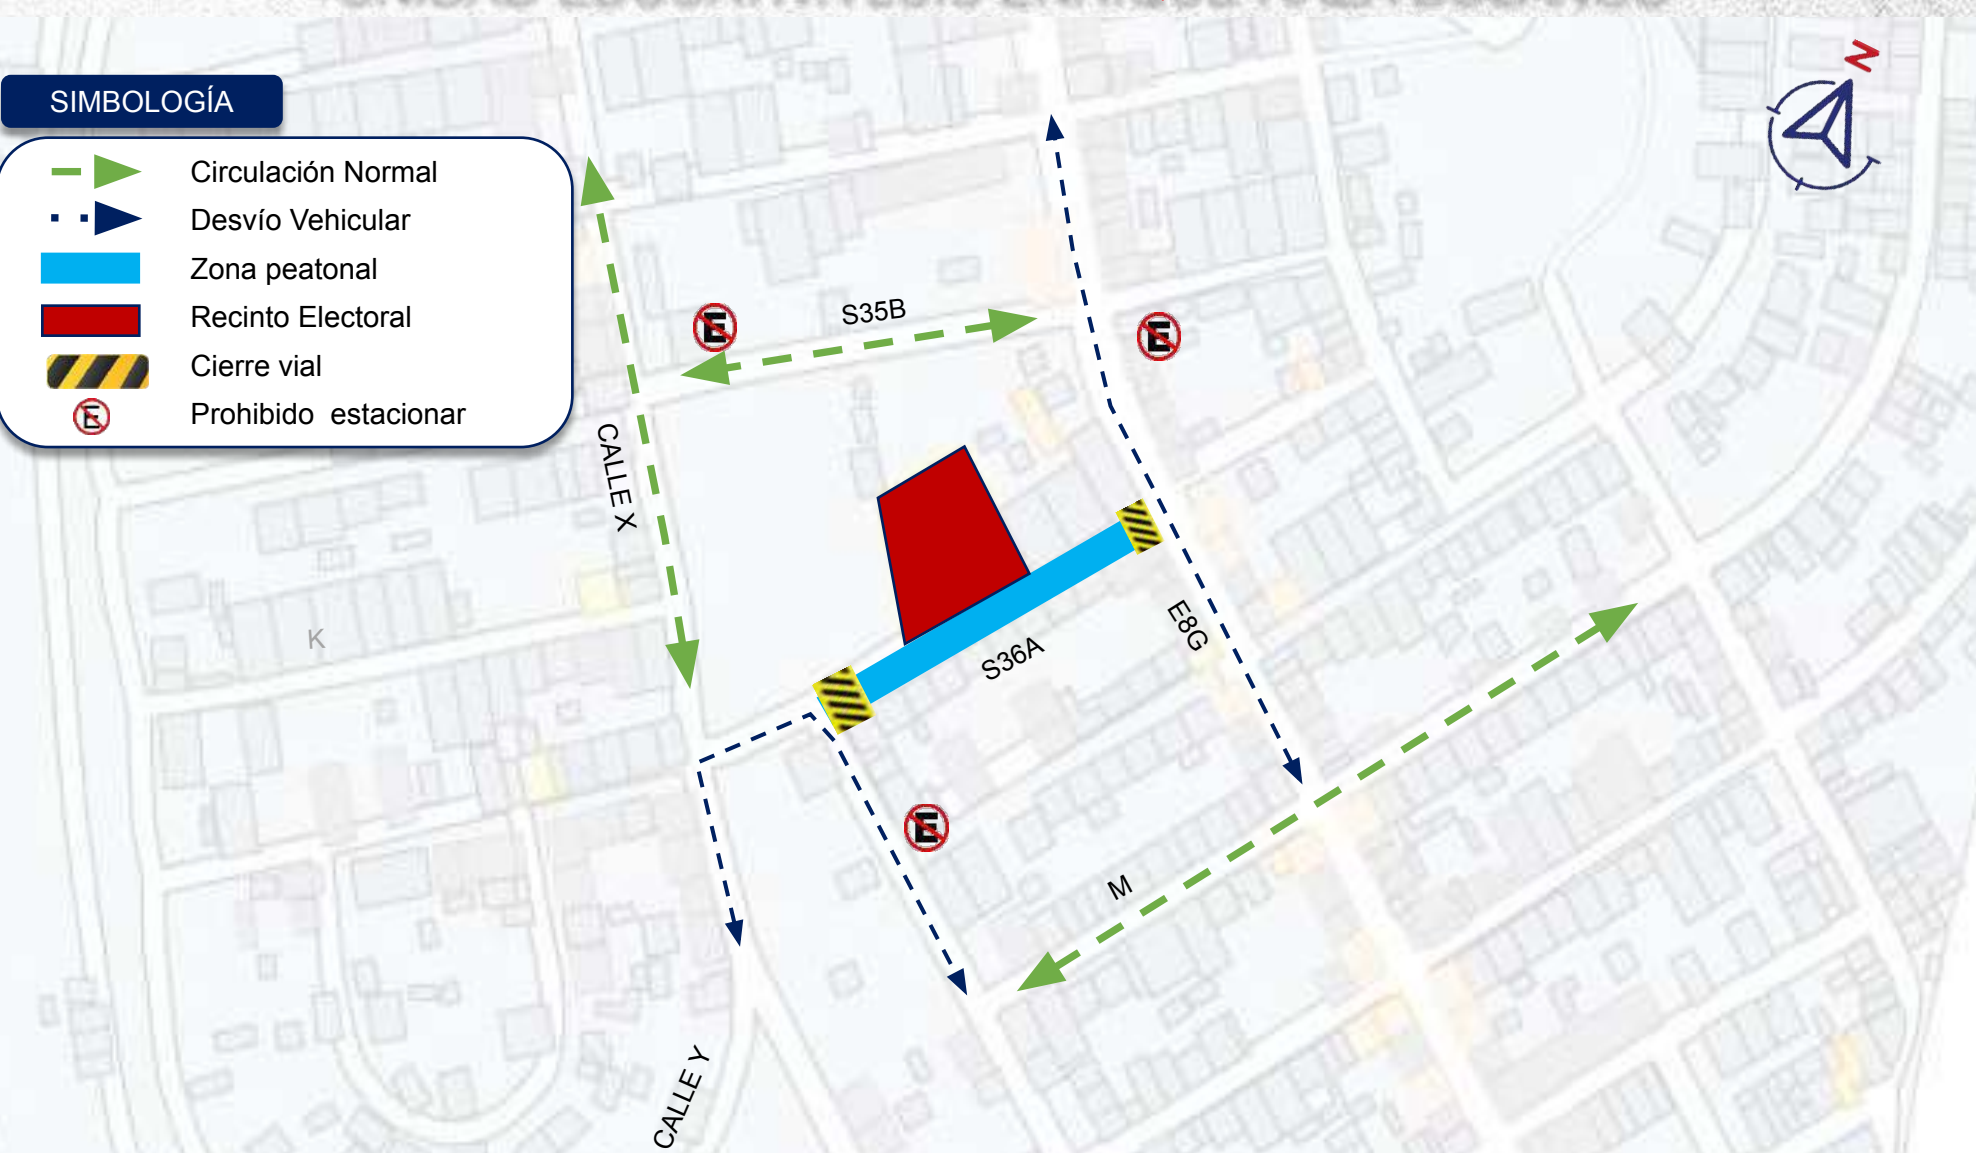 SIMBOLOGÍA
Circulación Normal
Desvío Vehicular
Zona peatonal
Recinto Electoral
Cierre vial
E Prohibido estacionar
N
E
S35B
E
CALLE X
K
E8G
S36A
E
M
CALLE Y